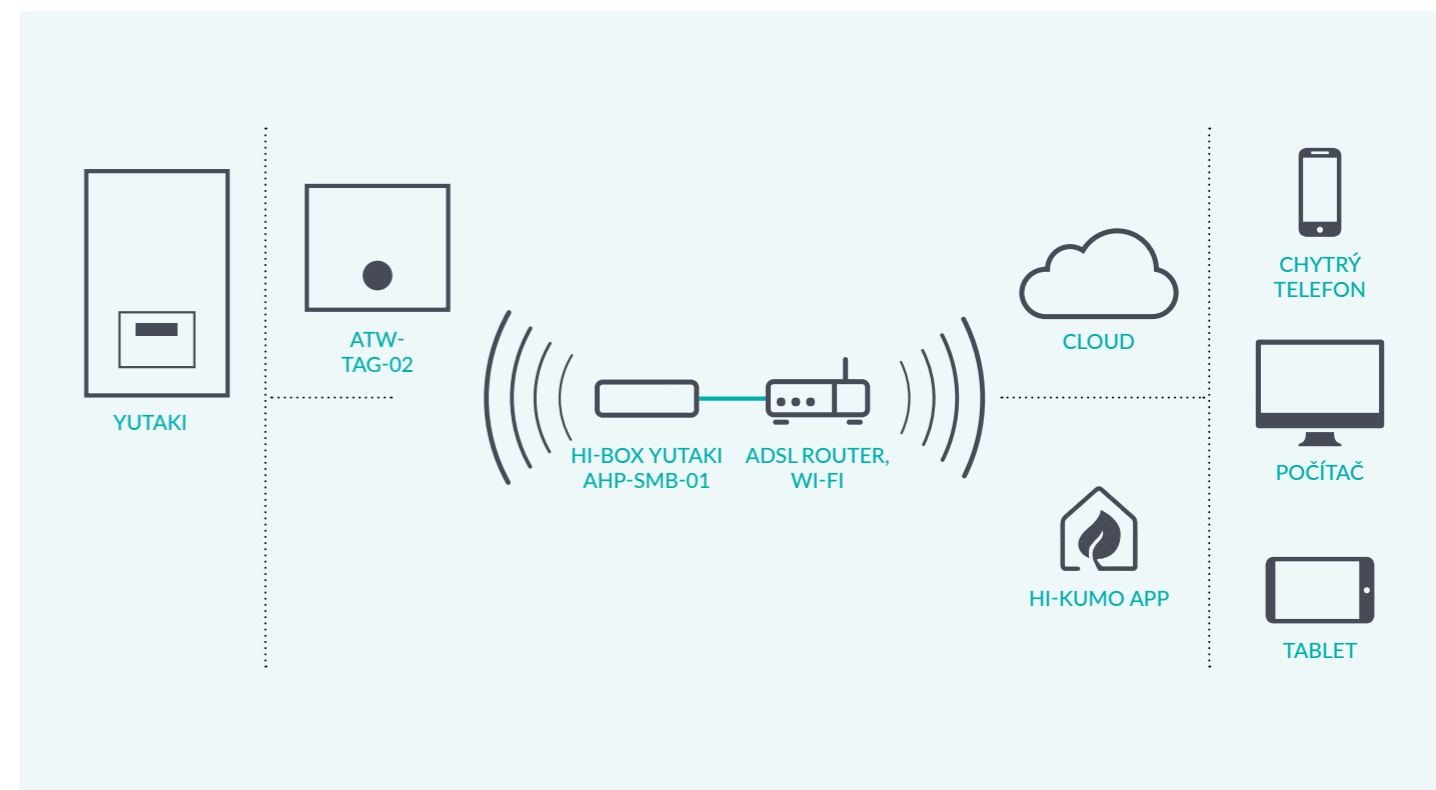 YUTAKI
ATW-
TAG-02
HI-BOX YUTAKI
AHP-SMB-01
ADSL ROUTER,
WI-FI
CLOUD
HI-KUMO APP
CHYTRÝ
TELEFON
POČÍTAČ
TABLET